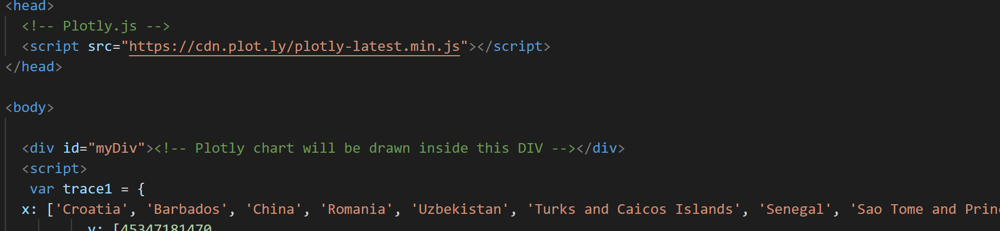 <head>
<!-- Plotly.js -->
<script src="https://cdn.plot.ly/plotly-latest.min.js"></script>
</head>
<body>
<div id="myDiv"><!-- Plotly chart will be drawn inside this DIV --></div>
<script>
var trace1 = {
x: ['Croatia', 'Barbados', 'China', 'Romania', 'Uzbekistan', 'Turks and Caicos Islands', 'Senegal', 'Sao Tome and Prin
y: [45347181470